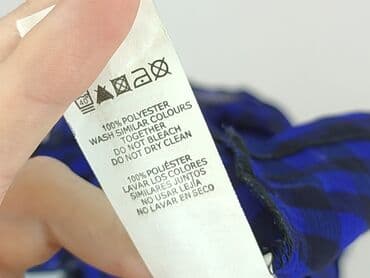 40
100% POLYESTER
WASH SIMILAR COLOURS
TOGETHER
DO NOT BLEACH
DO NOT DRY CLEAN
100% POLIÉSTER
LAVAR LOS COLORES
SIMILARES JUNTOS
NO USAR LEJÍA
NO LAVAR EN SECO